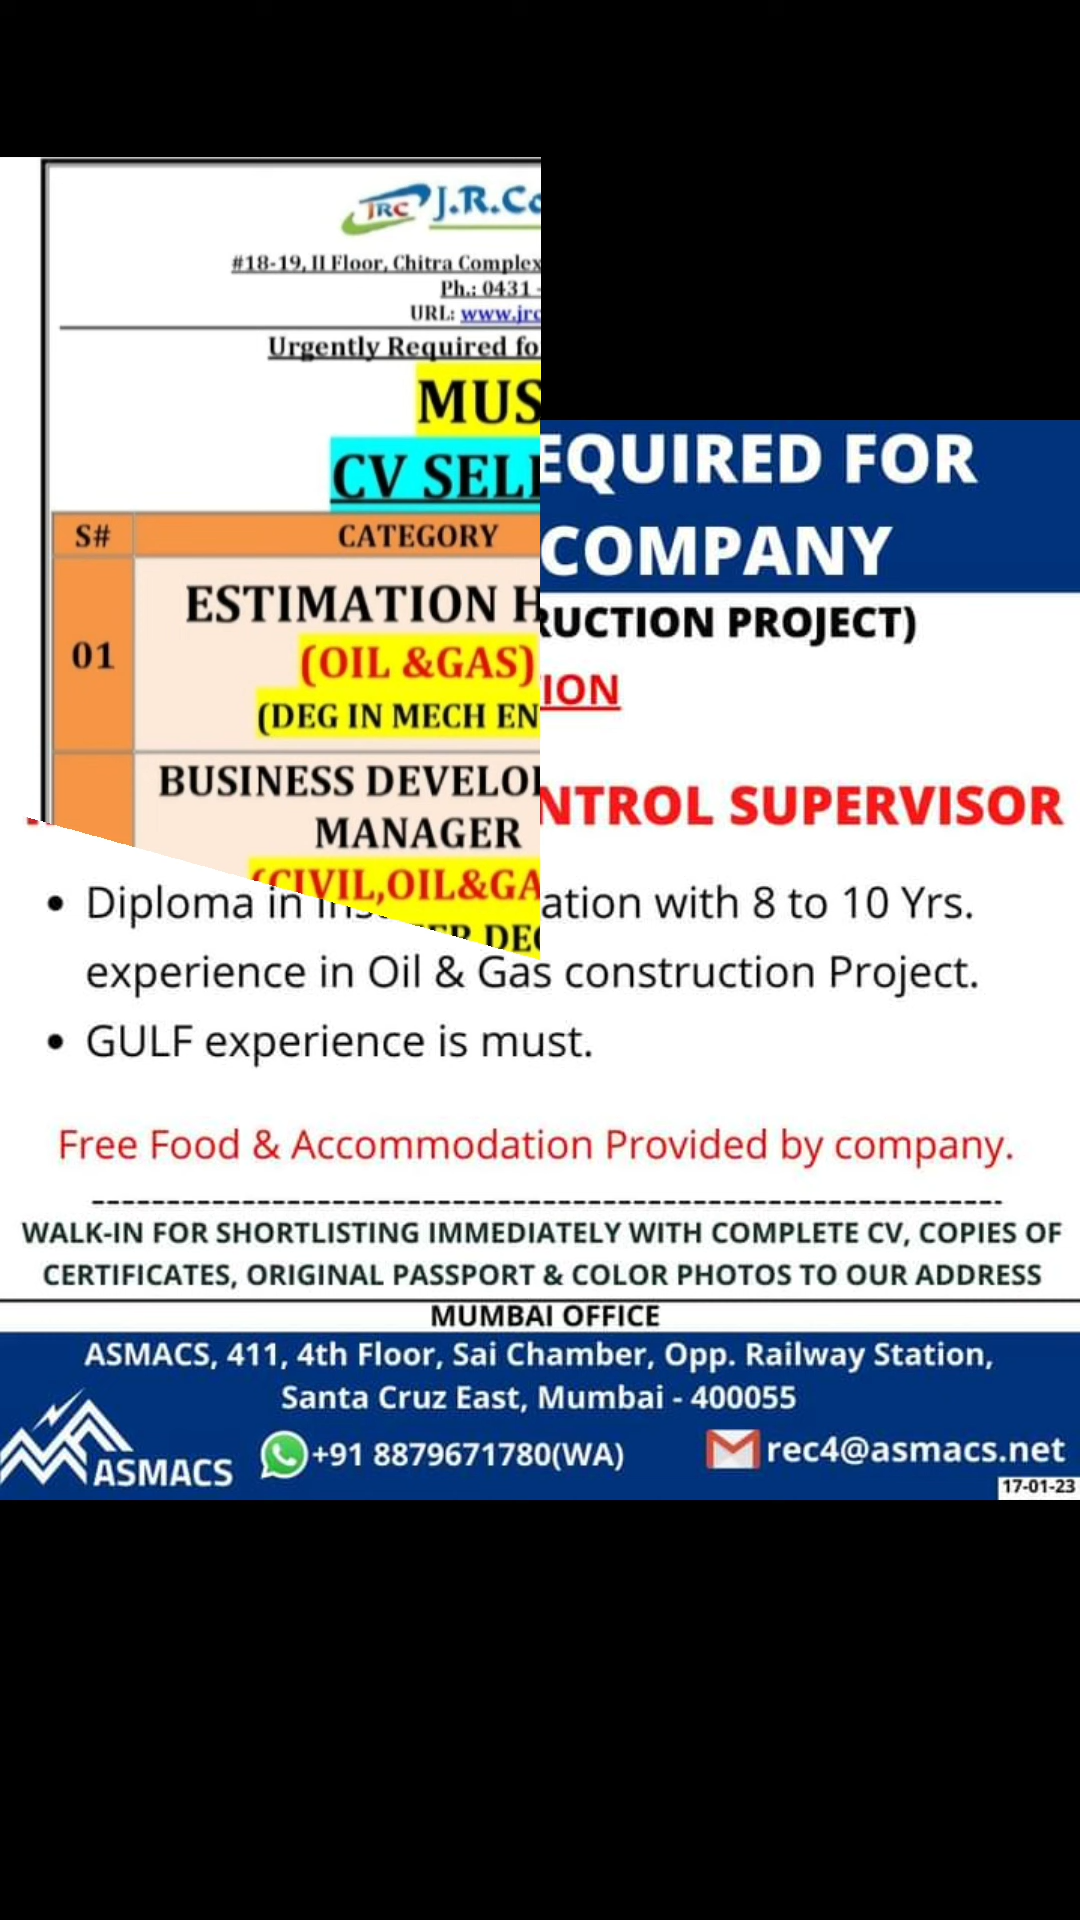 JRC J.R.Co
#18-19, II Floor, Chitra Complex
Ph.: 0431 -
URL: www.jrc
Urgently Required fo
MUS
CV SEL
S# CATEGORY
01 ESTIMATION H
(OIL &GAS)
(DEG IN MECH EN
BUSINESS DEVELO
MANAGER
(CIVIL,OIL&GA
DEG
EQUIRED FOR
COMPANY
RUCTION PROJECT)
ION
NTROL SUPERVISOR
• Diploma in ation with 8 to 10 Yrs.
experience in Oil & Gas construction Project.
• GULF experience is must.
Free Food & Accommodation Provided by company.
WALK-IN FOR SHORTLISTING IMMEDIATELY WITH COMPLETE CV, COPIES OF
CERTIFICATES, ORIGINAL PASSPORT & COLOR PHOTOS TO OUR ADDRESS
MUMBAI OFFICE
ASMACS, 411, 4th Floor, Sai Chamber, Opp. Railway Station,
Santa Cruz East, Mumbai - 400055
ASMACS +91 8879671780(WA) rec4@asmacs.net
17-01-23